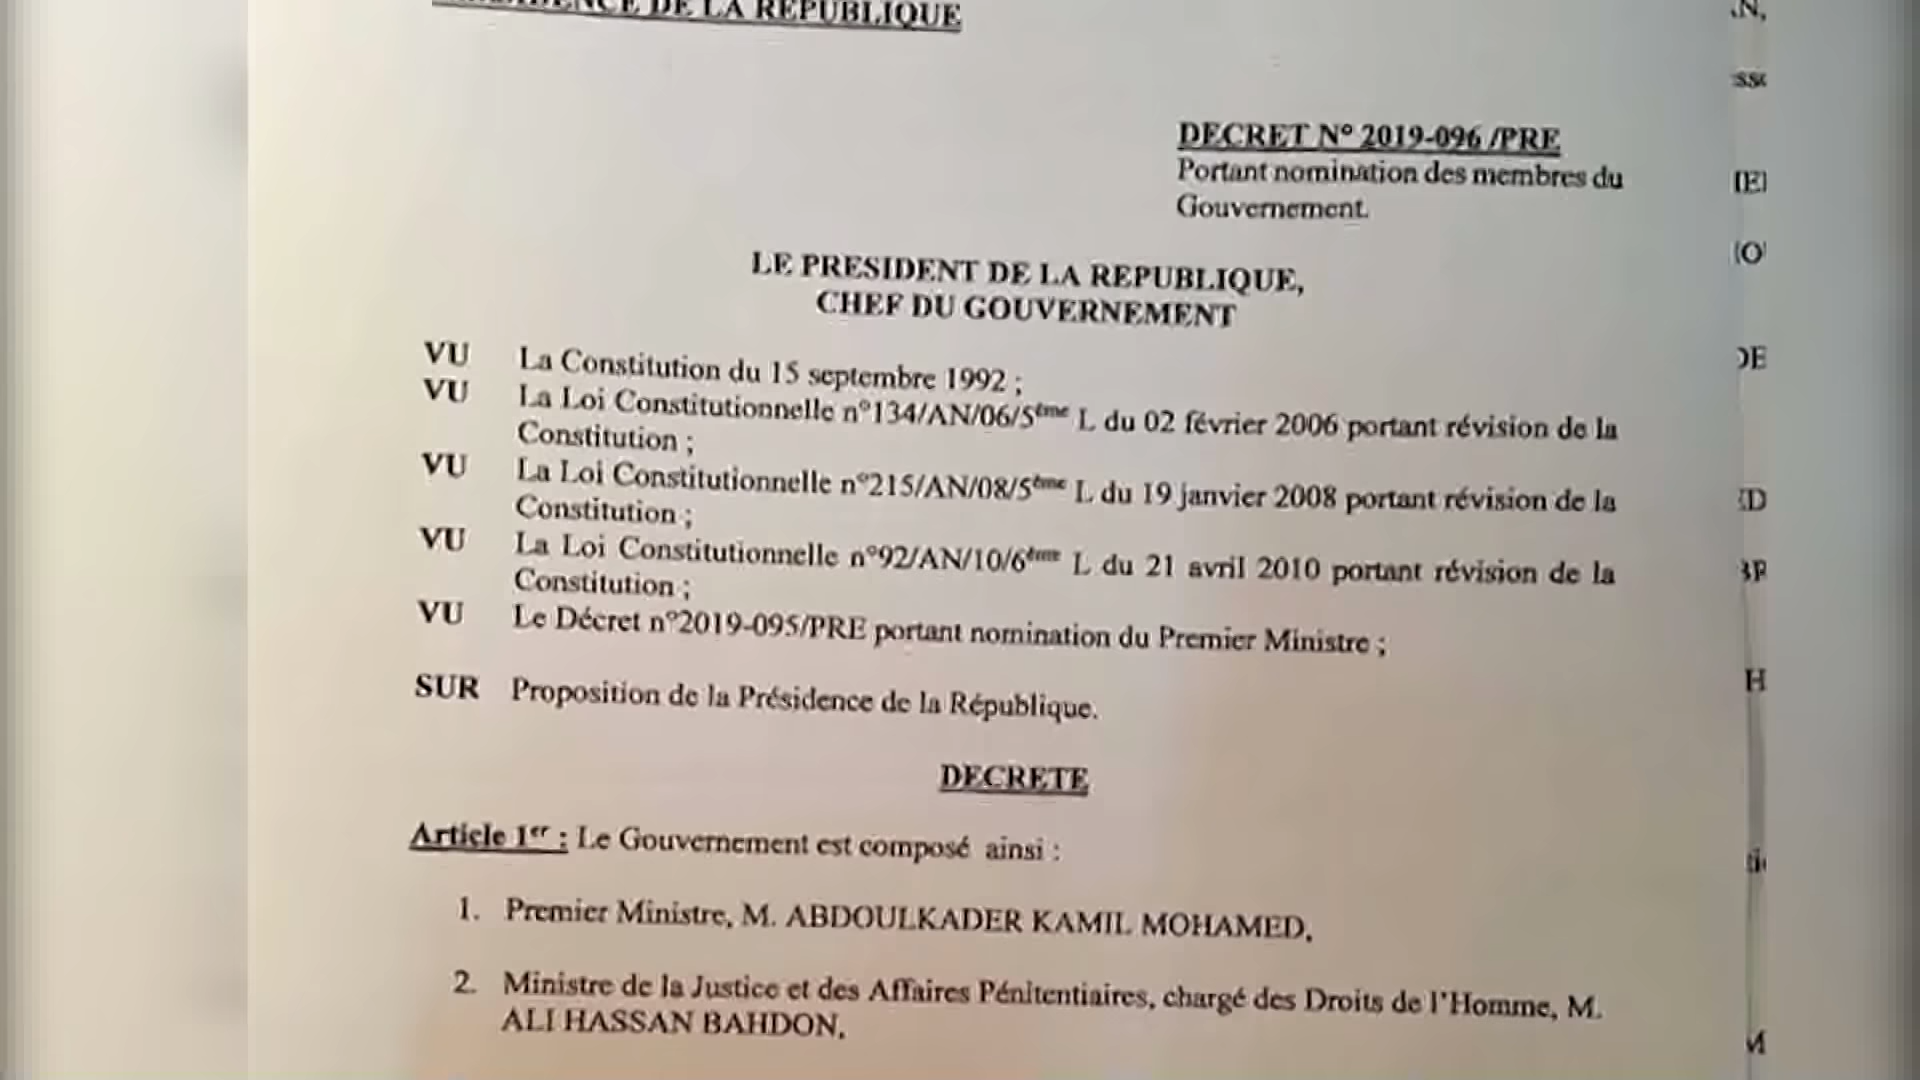 DE LA REPUBLIQUE
DECRET N° 2019-096 /PRE
Portant nomination des membres du
Gouvernement.
LE PRESIDENT DE LA REPUBLIQUE,
CHEF DU GOUVERNEMENT
VU La Constitution du 15 septembre 1992 ;
VU La Loi Constitutionnelle n°134/AN/06/5ème L du 02 février 2006 portant révision de la
Constitution ;
VU La Loi Constitutionnelle n°215/AN/08/5ème L du 19 janvier 2008 portant révision de la
Constitution ;
VU La Loi Constitutionnelle n°92/AN/10/6ème L du 21 avril 2010 portant révision de la
Constitution ;
VU Le Décret n°2019-095/PRE portant nomination du Premier Ministre ;
SUR Proposition de la Présidence de la République.
DECRETE
Article 1er : Le Gouvernement est composé ainsi :
1. Premier Ministre, M. ABDOULKADER KAMIL MOHAMED,
2. Ministre de la Justice et des Affaires Pénitentiaires, chargé des Droits de l'Homme, M.
ALI HASSAN BAHDON,